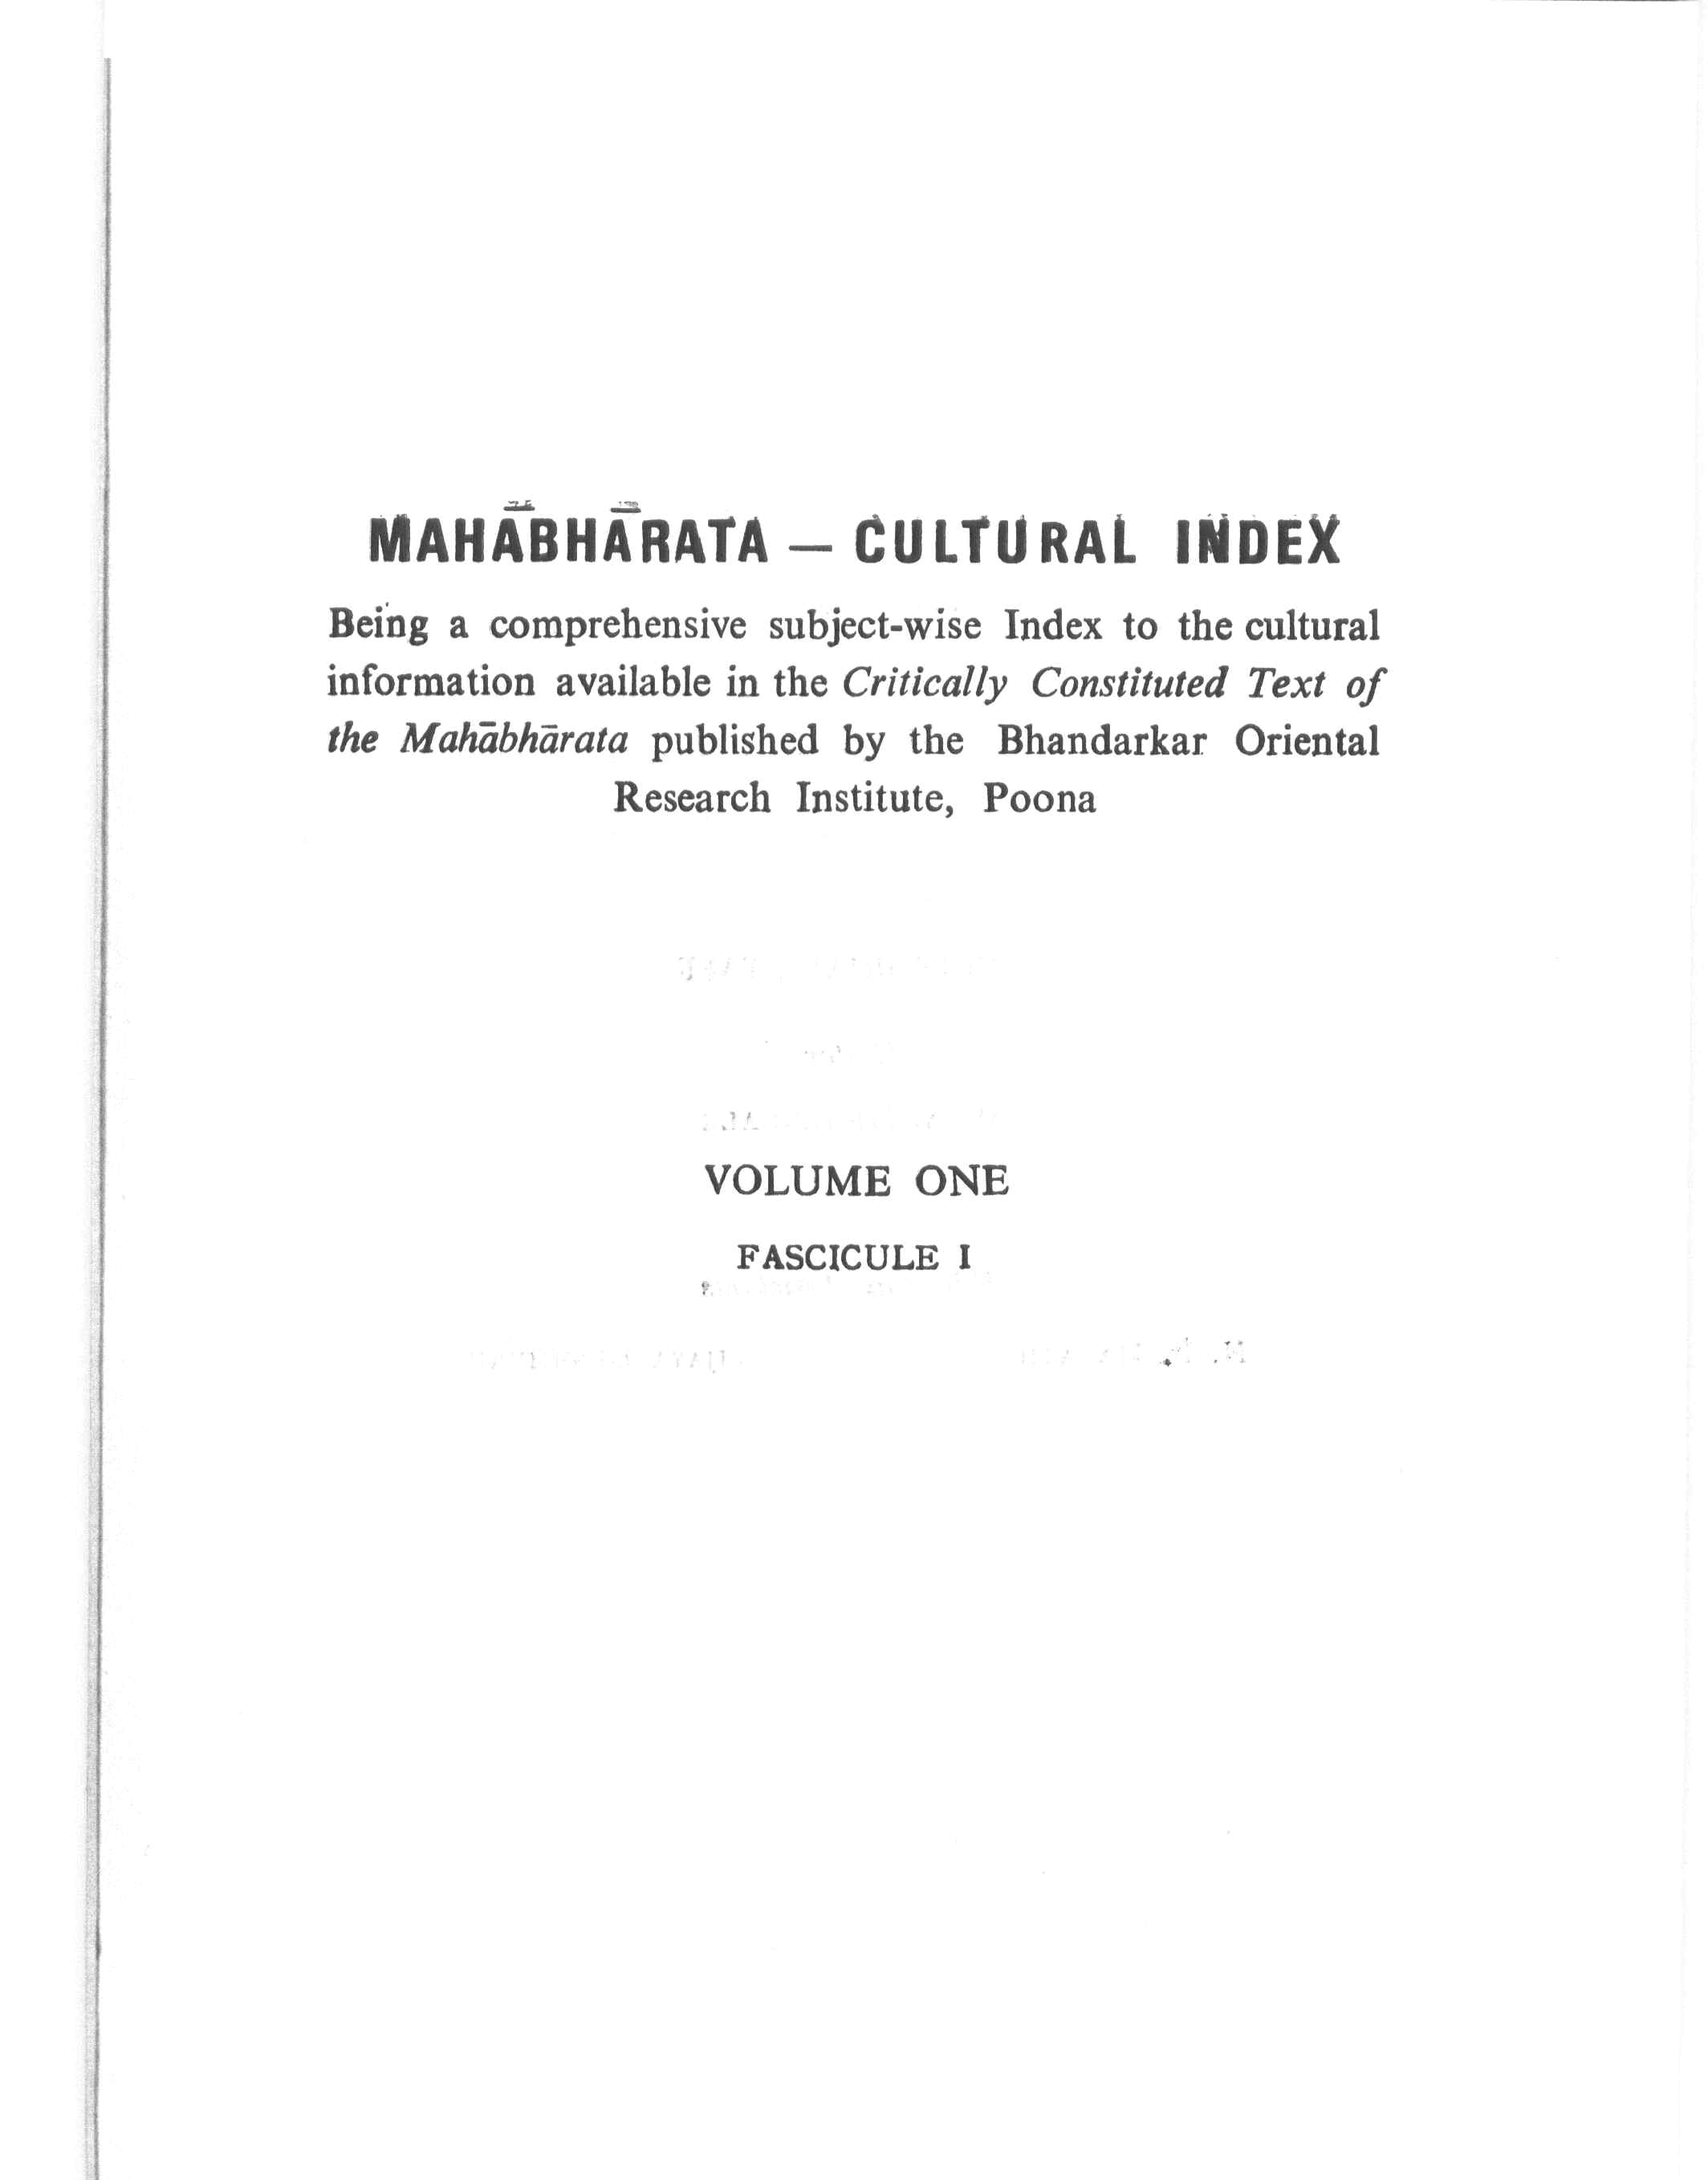 MAHĀBHĀRATA – CULTURAL INDEX
Being a comprehensive subject-wise Index to the cultural
information available in the Critically Constituted Text of
the Mahābhārata published by the Bhandarkar Oriental
Research Institute, Poona
VOLUME ONE
FASCICULE I